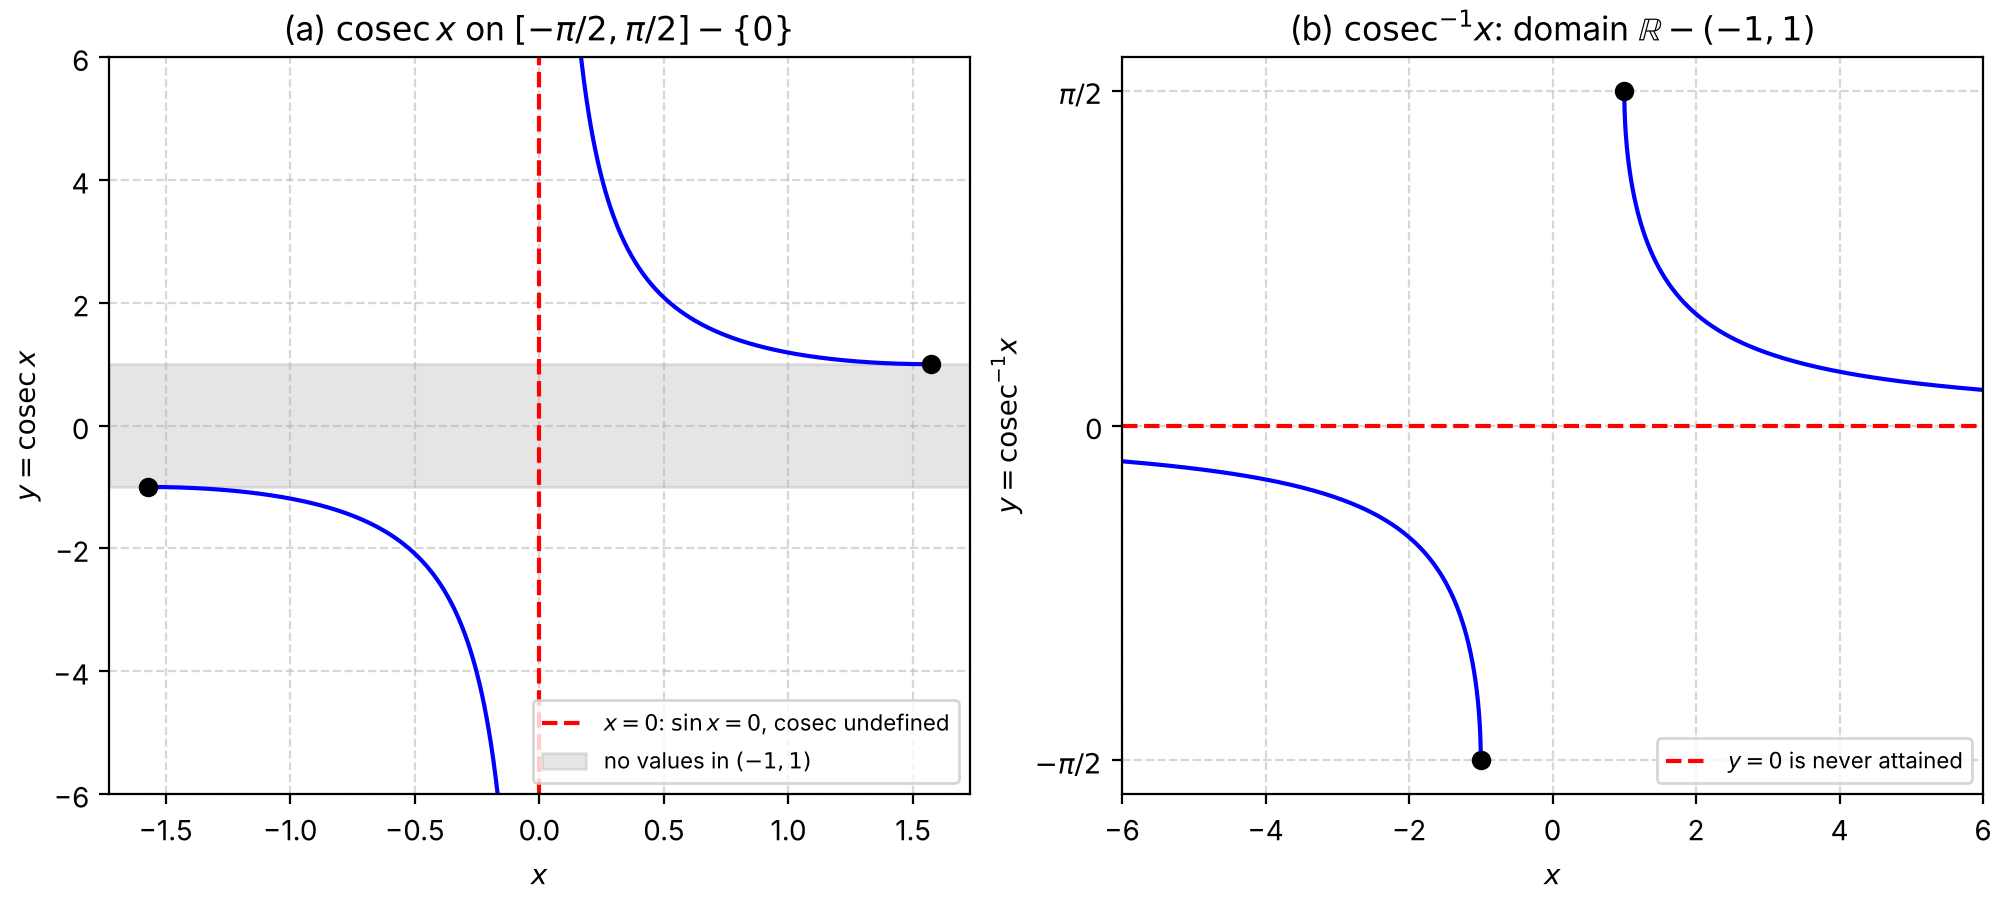 (a) cosec x on [−π/2, π/2] − {0}
6
4
2
0
−2
−4
−6
y = cosec x
−1.5 −1.0 −0.5 0.0 0.5 1.0 1.5
x
x = 0: sin x = 0, cosec undefined
no values in (−1, 1)
(b) cosec⁻¹x: domain ℝ − (−1, 1)
π/2
0
−π/2
y = cosec⁻¹x
−6 −4 −2 0 2 4 6
x
y = 0 is never attained